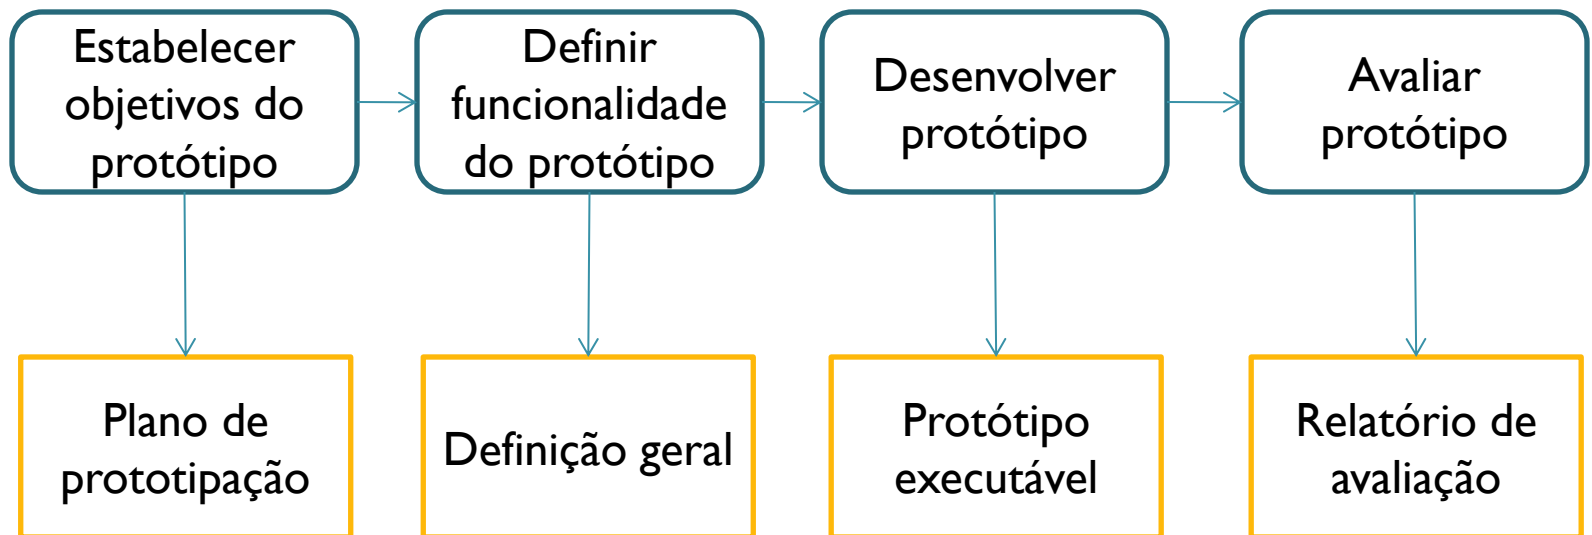 Estabelecer
objetivos do
protótipo
Definir
funcionalidade
do protótipo
Desenvolver
protótipo
Avaliar
protótipo
Plano de
prototipação
Definição geral
Protótipo
executável
Relatório de
avaliação